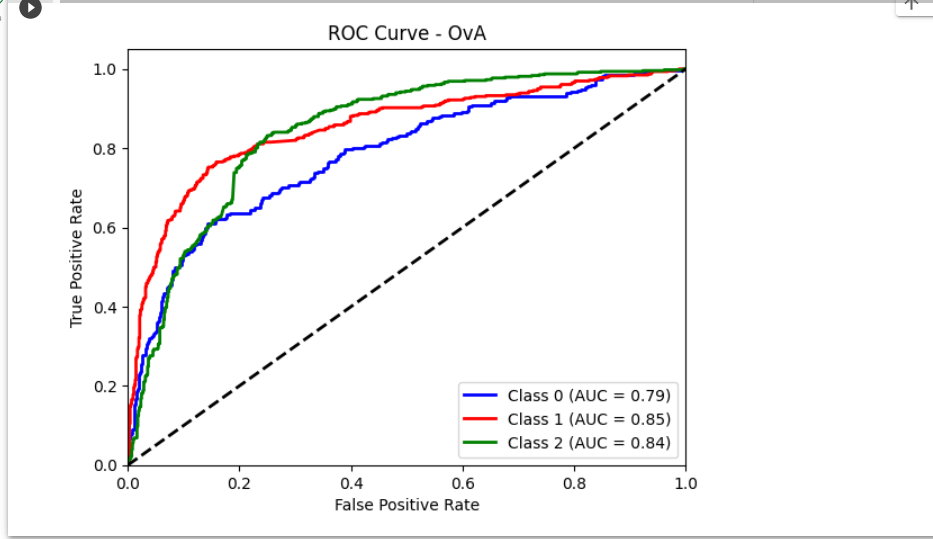 ROC Curve - OvA
1.0
0.8
0.6
0.4
0.2
0.0
True Positive Rate
0.0 0.2 0.4 0.6 0.8 1.0
False Positive Rate
Class 0 (AUC = 0.79)
Class 1 (AUC = 0.85)
Class 2 (AUC = 0.84)